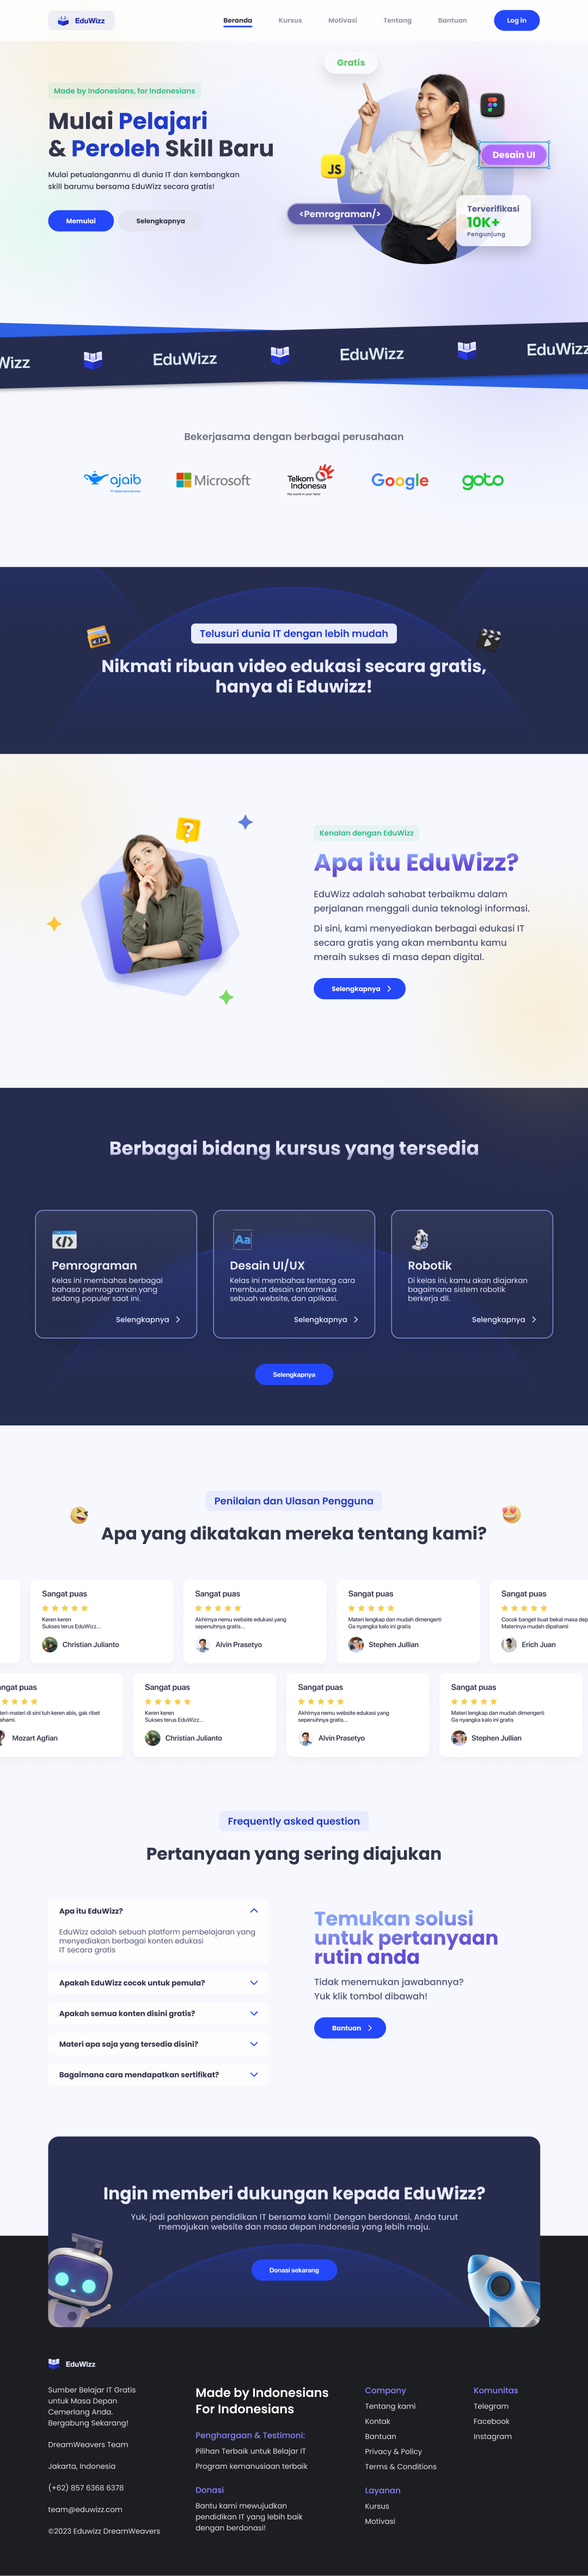 EduWizz
Beranda
Kursus
Motivasi
Tentang
Bantuan
Log in
Made by Indonesians, for Indonesians
Mulai Pelajari
& Peroleh Skill Baru
Mulai petualanganmu di dunia IT dan kembangkan
skill barumu bersama EduWizz secara gratis!
Memulai
Selengkapnya
Gratis
JS
Desain UI
<Pemrograman/>
Terverifikasi
10K+
Pengunjung
Wizz
EduWizz
EduWizz
EduWizz
Bekerjasama dengan berbagai perusahaan
ajaib
Microsoft
Telkom
Indonesia
the world in your hand
Google
goto
Telusuri dunia IT dengan lebih mudah
Nikmati ribuan video edukasi secara gratis,
hanya di Eduwizz!
?
Kenalan dengan EduWizz
Apa itu EduWizz?
EduWizz adalah sahabat terbaikmu dalam
perjalanan menggali dunia teknologi informasi.
Di sini, kami menyediakan berbagai edukasi IT
secara gratis yang akan membantu kamu
meraih sukses di masa depan digital.
Selengkapnya
Berbagai bidang kursus yang tersedia
</>
Pemrograman
Kelas ini membahas berbagai
bahasa pemrograman yang
sedang populer saat ini.
Selengkapnya
Aa
Desain UI/UX
Kelas ini membahas tentang cara
membuat desain antarmuka
sebuah website, dan aplikasi.
Selengkapnya
Robotik
Di kelas ini, kamu akan diajarkan
bagaimana sistem robotik
berkerja dll.
Selengkapnya
Selengkapnya
Penilaian dan Ulasan Pengguna
Apa yang dikatakan mereka tentang kami?
Sangat puas
Keren keren
Sukses terus EduWizz...
Christian Julianto
Sangat puas
Akhirnya nemu website edukasi yang
sepenuhnya gratis...
Alvin Prasetyo
Sangat puas
Materi lengkap dan mudah dimengerti
Ga nyangka kalo ini gratis
Stephen Jullian
Sangat puas
Cocok banget buat bekal masa dep
Materinya mudah dipahami
Erich Juan
ngat puas
teri-materi di sini tuh keren abis, gak ribet
ahami.
Mozart Agfian
Sangat puas
Keren keren
Sukses terus EduWizz...
Christian Julianto
Sangat puas
Akhirnya nemu website edukasi yang
sepenuhnya gratis...
Alvin Prasetyo
Sangat puas
Materi lengkap dan mudah dimengerti
Ga nyangka kalo ini gratis
Stephen Jullian
Frequently asked question
Pertanyaan yang sering diajukan
Apa itu EduWizz?
EduWizz adalah sebuah platform pembelajaran yang
menyediakan berbagai konten edukasi
IT secara gratis
Apakah EduWizz cocok untuk pemula?
Apakah semua konten disini gratis?
Materi apa saja yang tersedia disini?
Bagaimana cara mendapatkan sertifikat?
Temukan solusi
untuk pertanyaan
rutin anda
Tidak menemukan jawabannya?
Yuk klik tombol dibawah!
Bantuan
Ingin memberi dukungan kepada EduWizz?
Yuk, jadi pahlawan pendidikan IT bersama kami! Dengan berdonasi, Anda turut
memajukan website dan masa depan Indonesia yang lebih maju.
Donasi sekarang
EduWizz
Sumber Belajar IT Gratis
untuk Masa Depan
Cemerlang Anda.
Bergabung Sekarang!
DreamWeavers Team
Jakarta, Indonesia
(+62) 857 6368 6378
team@eduwizz.com
©2023 Eduwizz DreamWeavers
Made by Indonesians
For Indonesians
Penghargaan & Testimoni:
Pilihan Terbaik untuk Belajar IT
Program kemanusiaan terbaik
Donasi
Bantu kami mewujudkan
pendidikan IT yang lebih baik
dengan berdonasi!
Company
Tentang kami
Kontak
Bantuan
Privacy & Policy
Terms & Conditions
Layanan
Kursus
Motivasi
Komunitas
Telegram
Facebook
Instagram